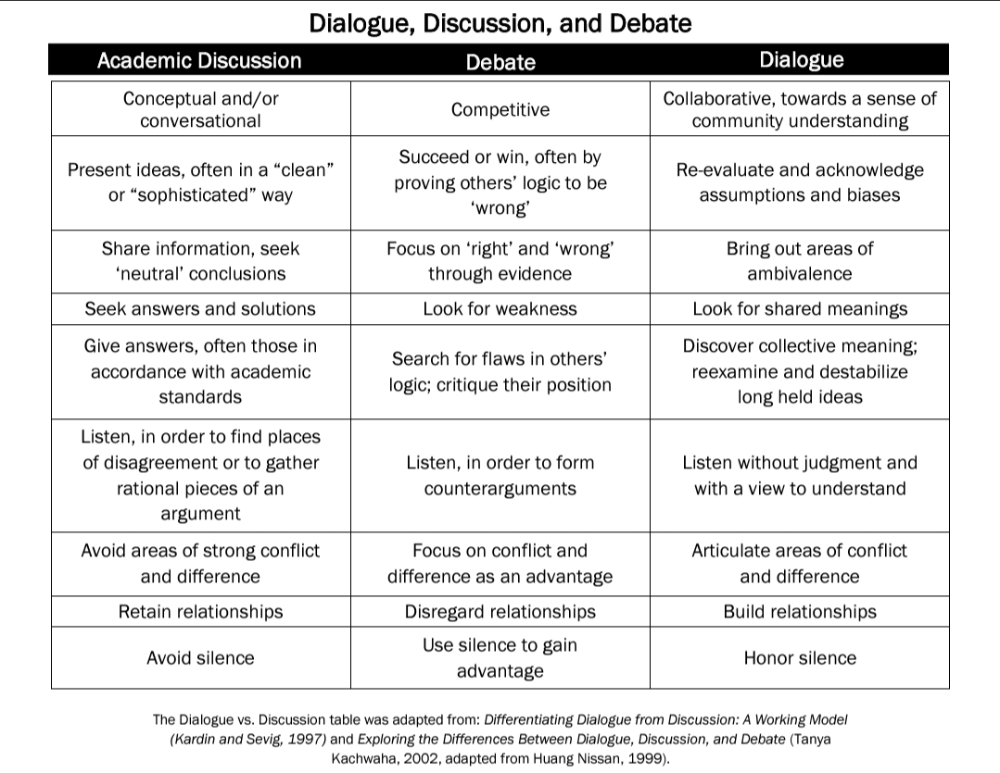 Dialogue, Discussion, and Debate
Academic Discussion
Debate
Dialogue
Conceptual and/or
conversational
Competitive
Collaborative, towards a sense of
community understanding
Present ideas, often in a “clean”
or “sophisticated” way
Succeed or win, often by
proving others’ logic to be
‘wrong’
Re-evaluate and acknowledge
assumptions and biases
Share information, seek
‘neutral’ conclusions
Focus on ‘right’ and ‘wrong’
through evidence
Bring out areas of
ambivalence
Seek answers and solutions
Look for weakness
Look for shared meanings
Give answers, often those in
accordance with academic
standards
Search for flaws in others’
logic; critique their position
Discover collective meaning;
reexamine and destabilize
long held ideas
Listen, in order to find places
of disagreement or to gather
rational pieces of an
argument
Listen, in order to form
counterarguments
Listen without judgment and
with a view to understand
Avoid areas of strong conflict
and difference
Focus on conflict and
difference as an advantage
Articulate areas of conflict
and difference
Retain relationships
Disregard relationships
Build relationships
Avoid silence
Use silence to gain
advantage
Honor silence
The Dialogue vs. Discussion table was adapted from: Differentiating Dialogue from Discussion: A Working Model
(Kardin and Sevig, 1997) and Exploring the Differences Between Dialogue, Discussion, and Debate (Tanya
Kachwaha, 2002, adapted from Huang Nissan, 1999).